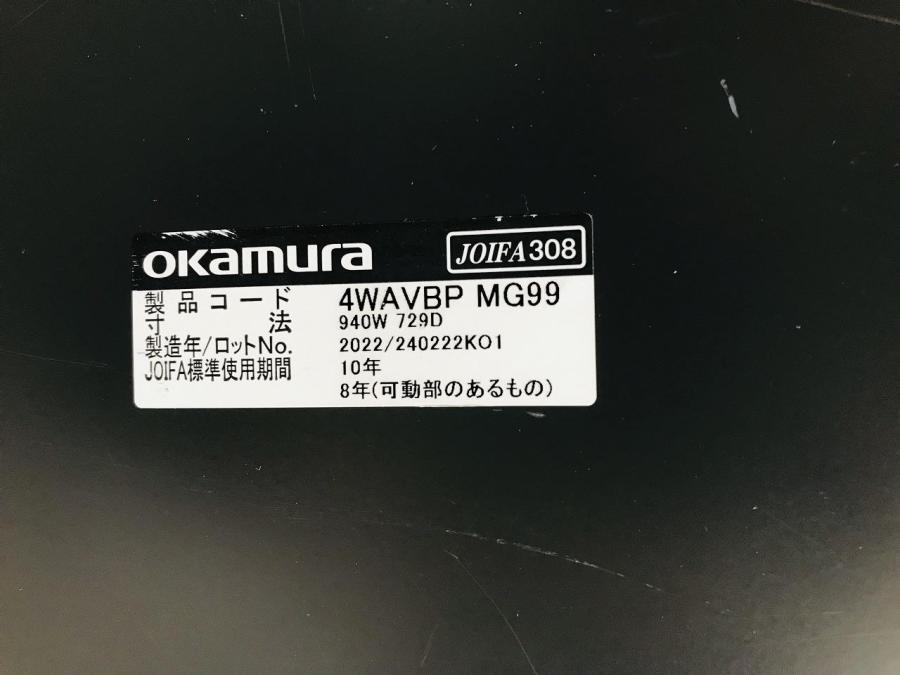 okamura JOIFA308
製品コード 4WAVBP MG99
寸法 940W 729D
製造年/ロットNo. 2022/240222K01
JOIFA標準使用期間 10年
8年(可動部のあるもの)